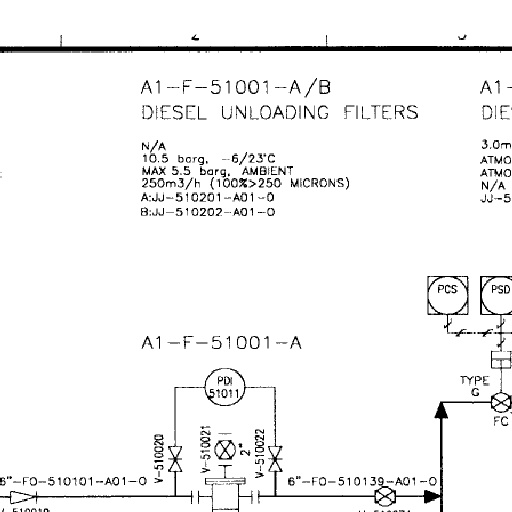 A1-F-51001-A/B
DIESEL UNLOADING FILTERS
N/A
10.5 barg, -6/23°C
MAX 5.5 barg, AMBIENT
250m3/h (100%>250 MICRONS)
A:JJ-510201-A01-0
B:JJ-510202-A01-0
A1-
DIE
3.0m
ATMO
ATMO
N/A
JJ-5
PCS
PSD
A1-F-51001-A
TYPE
G
FC
PDI
51011
V-510020
V-510021
2"
V-510022
6"-FO-510101-A01-0
6"-FO-510139-A01-0